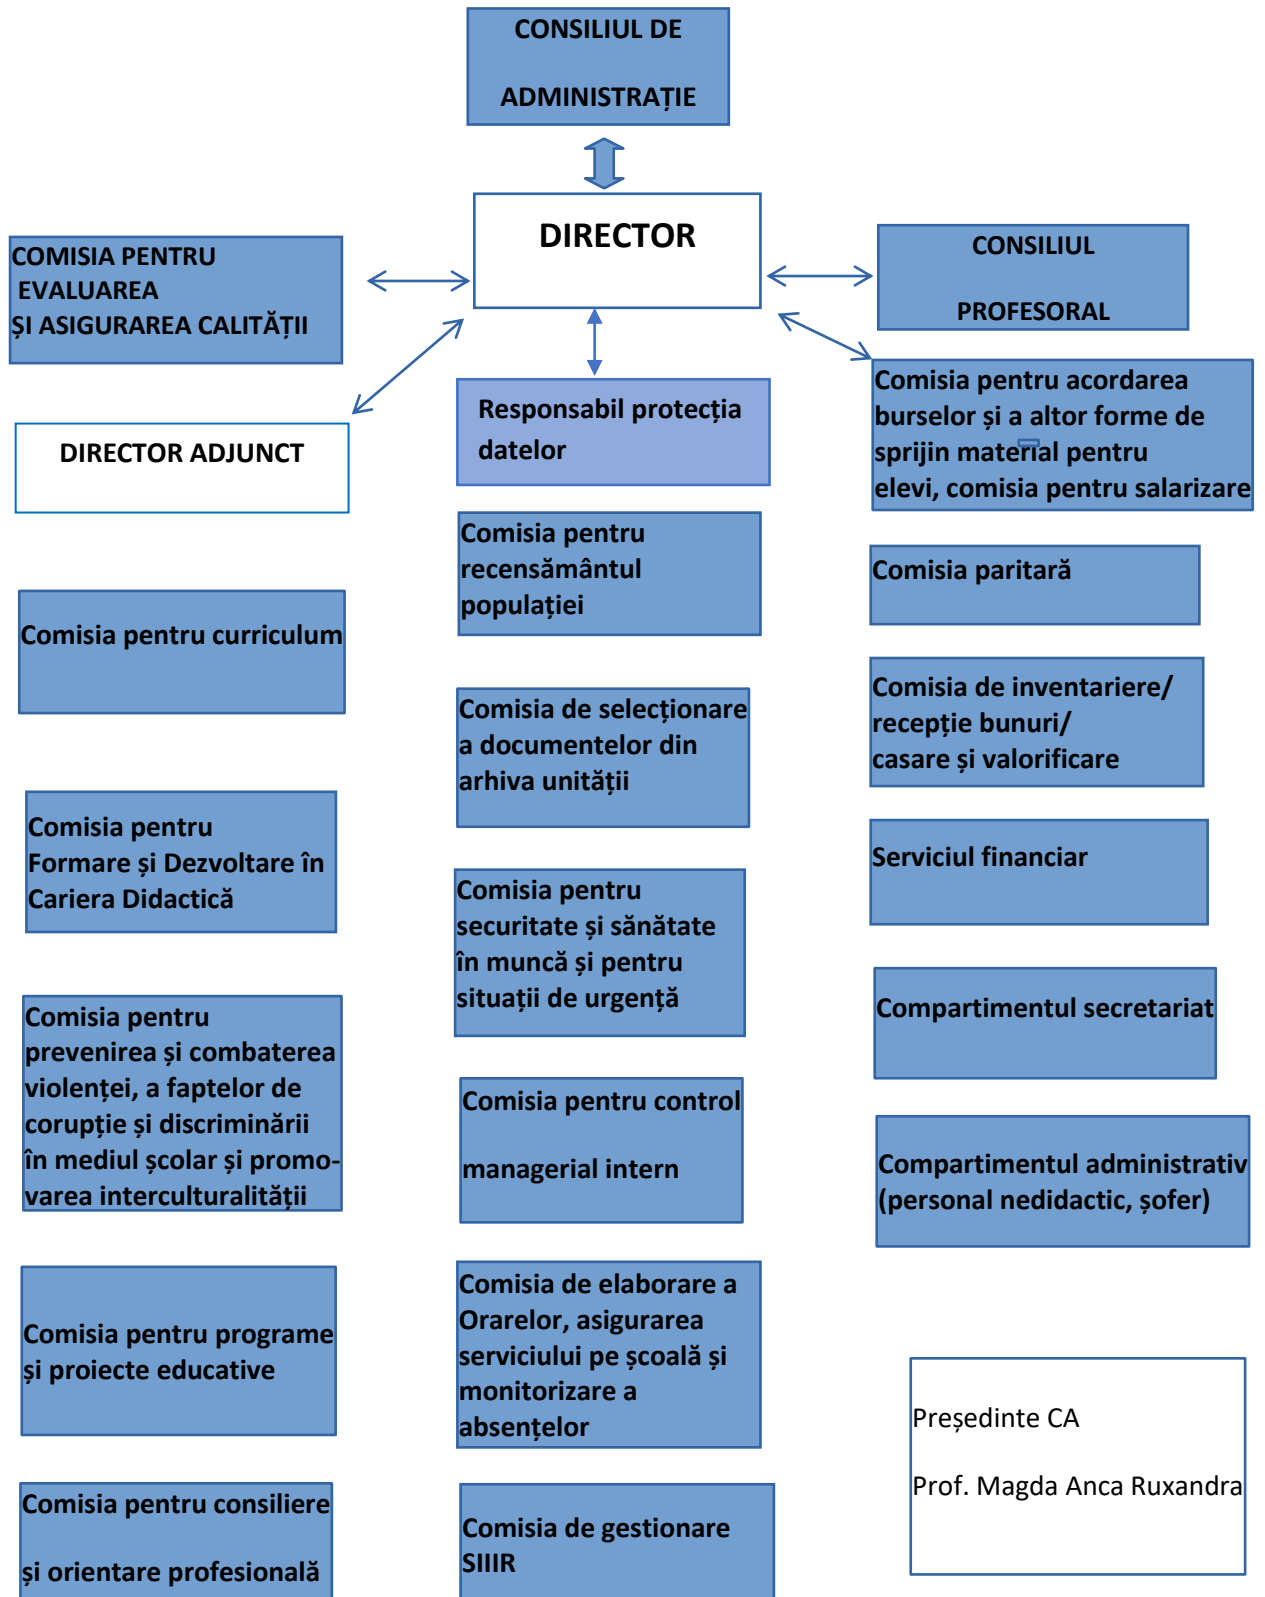 CONSILIUL DE
ADMINISTRAȚIE
DIRECTOR
COMISIA PENTRU
EVALUAREA
ȘI ASIGURAREA CALITĂȚII
CONSILIUL
PROFESORAL
DIRECTOR ADJUNCT
Responsabil protecția
datelor
Comisia pentru acordarea
burselor și a altor forme de
sprijin material pentru
elevi, comisia pentru salarizare
Comisia pentru curriculum
Comisia pentru
Formare și Dezvoltare în
Cariera Didactică
Comisia pentru
prevenirea și combaterea
violenței, a faptelor de
corupție și discriminării
în mediul școlar și promo-
varea interculturalității
Comisia pentru programe
și proiecte educative
Comisia pentru consiliere
și orientare profesională
Comisia pentru
recensământul
populației
Comisia de selecționare
a documentelor din
arhiva unității
Comisia pentru
securitate și sănătate
în muncă și pentru
situații de urgență
Comisia pentru control
managerial intern
Comisia de elaborare a
Orarelor, asigurarea
serviciului pe școală și
monitorizare a
absențelor
Comisia de gestionare
SIIIR
Comisia paritară
Comisia de inventariere/
recepție bunuri/
casare și valorificare
Serviciul financiar
Compartimentul secretariat
Compartimentul administrativ
(personal nedidactic, șofer)
Președinte CA
Prof. Magda Anca Ruxandra